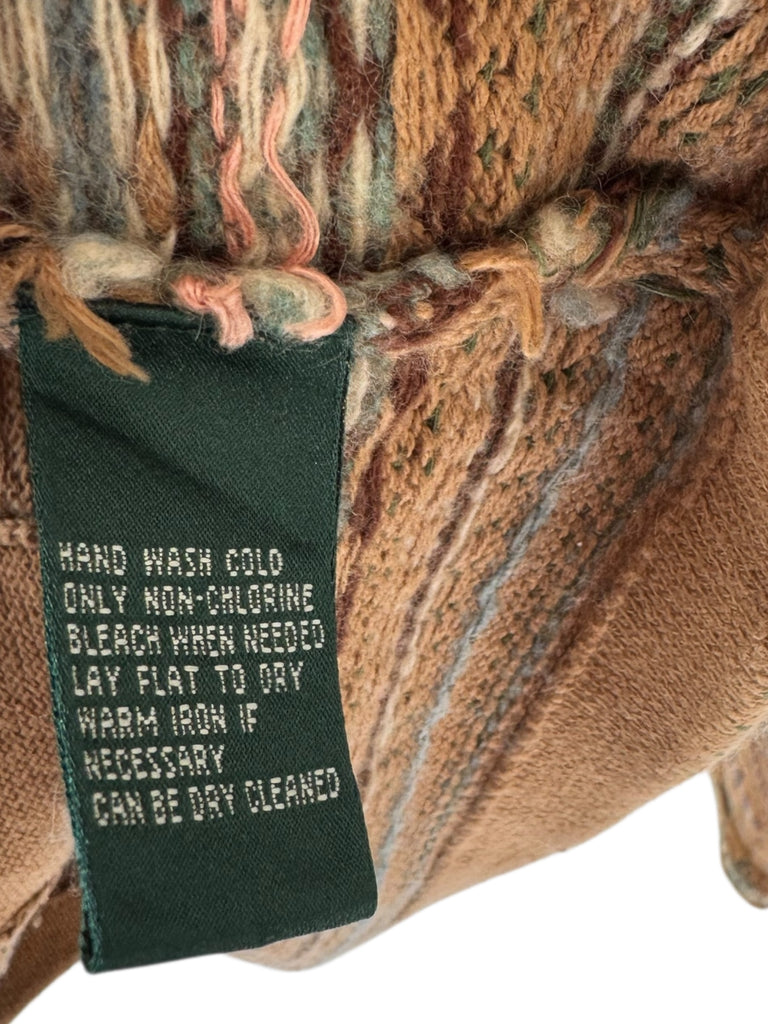 HAND WASH COLD
ONLY NON-CHLORINE
BLEACH WHEN NEEDED
LAY FLAT TO DRY
WARM IRON IF
NECESSARY
CAN BE DRY CLEANED